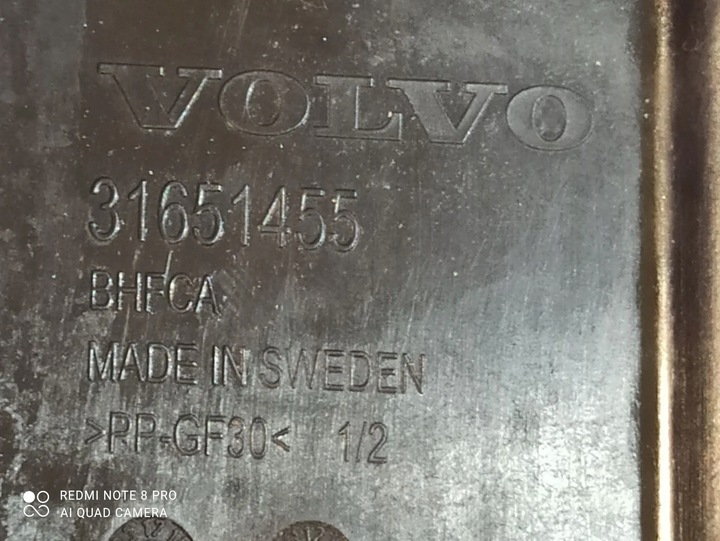 VOLVO
31651455
BHFCA
MADE IN SWEDEN
>PP-GF30< 1/2
REDMI NOTE 8 PRO
AI QUAD CAMERA